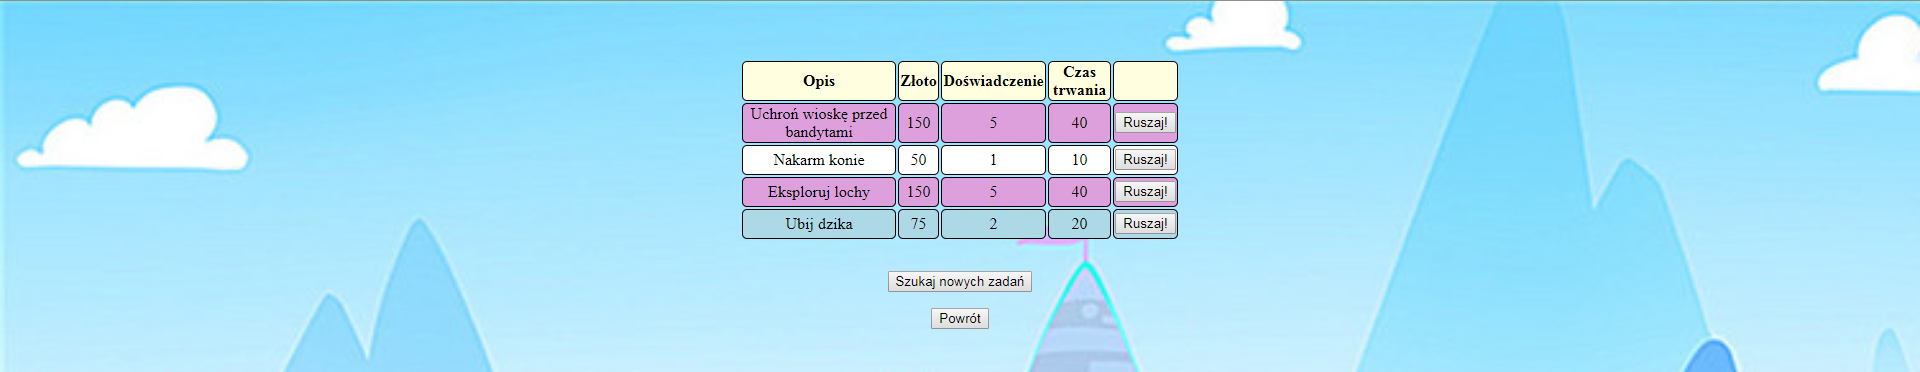 Opis Złoto Doświadczenie Czas trwania
Uchroń wioskę przed bandytami 150 5 40 Ruszaj!
Nakarm konie 50 1 10 Ruszaj!
Eksploruj lochy 150 5 40 Ruszaj!
Ubij dzika 75 2 20 Ruszaj!
Szukaj nowych zadań
Powrót